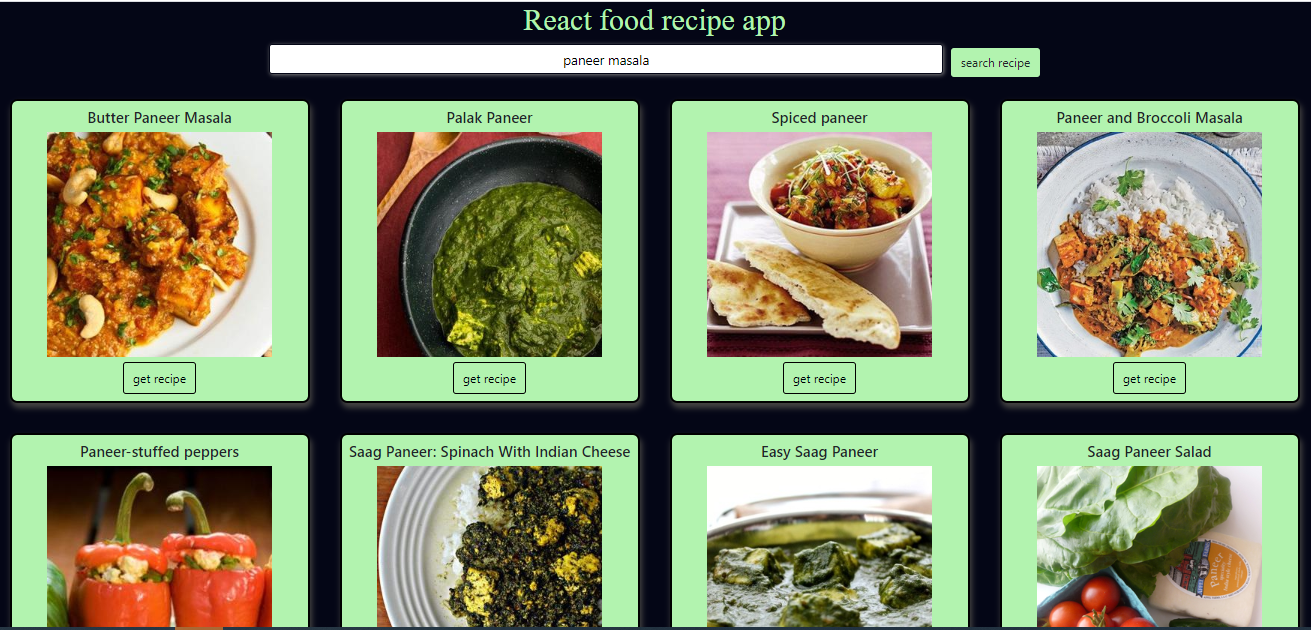 React food recipe app
paneer masala
search recipe
Butter Paneer Masala
Palak Paneer
Spiced paneer
Paneer and Broccoli Masala
get recipe
get recipe
get recipe
get recipe
Paneer-stuffed peppers
Saag Paneer: Spinach With Indian Cheese
Easy Saag Paneer
Saag Paneer Salad
paneer